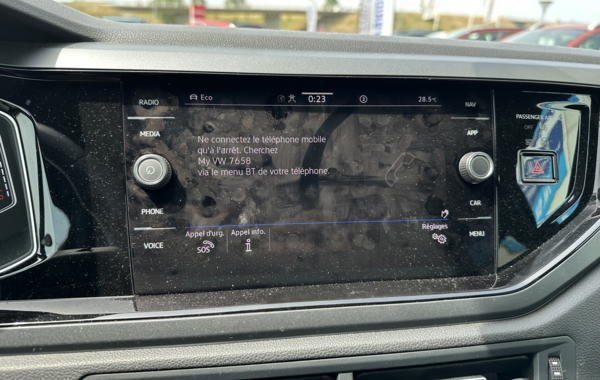 RADIO
MEDIA
PHONE
VOICE
Eco
0:23
28.5°C
Ne connectez le téléphone mobile
qu'à l'arrêt. Cherchez
My VW 7658
via le menu BT de votre téléphone.
Appel d'urg.
SOS
Appel info.
Réglages
NAV
APP
CAR
MENU
PASSENGER